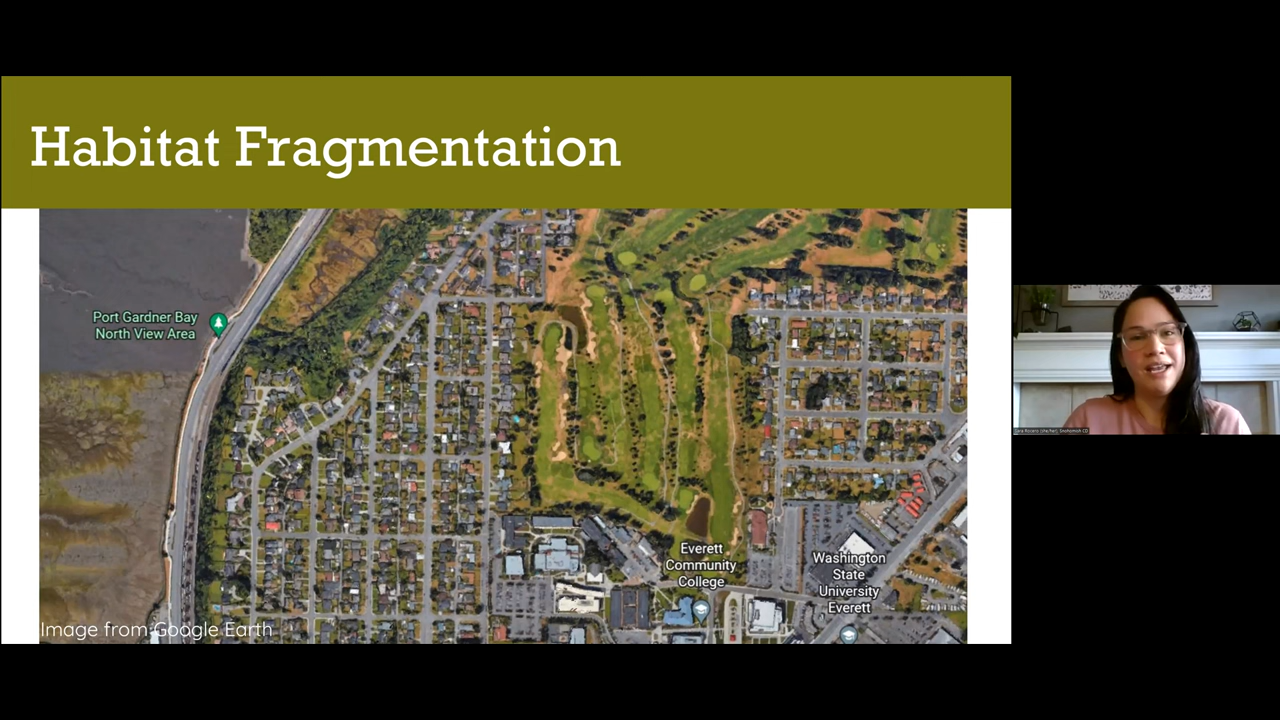 Habitat Fragmentation
Port Gardner Bay
North View Area
Everett
Community
College
Washington
State
University
Everett
Image from Google Earth